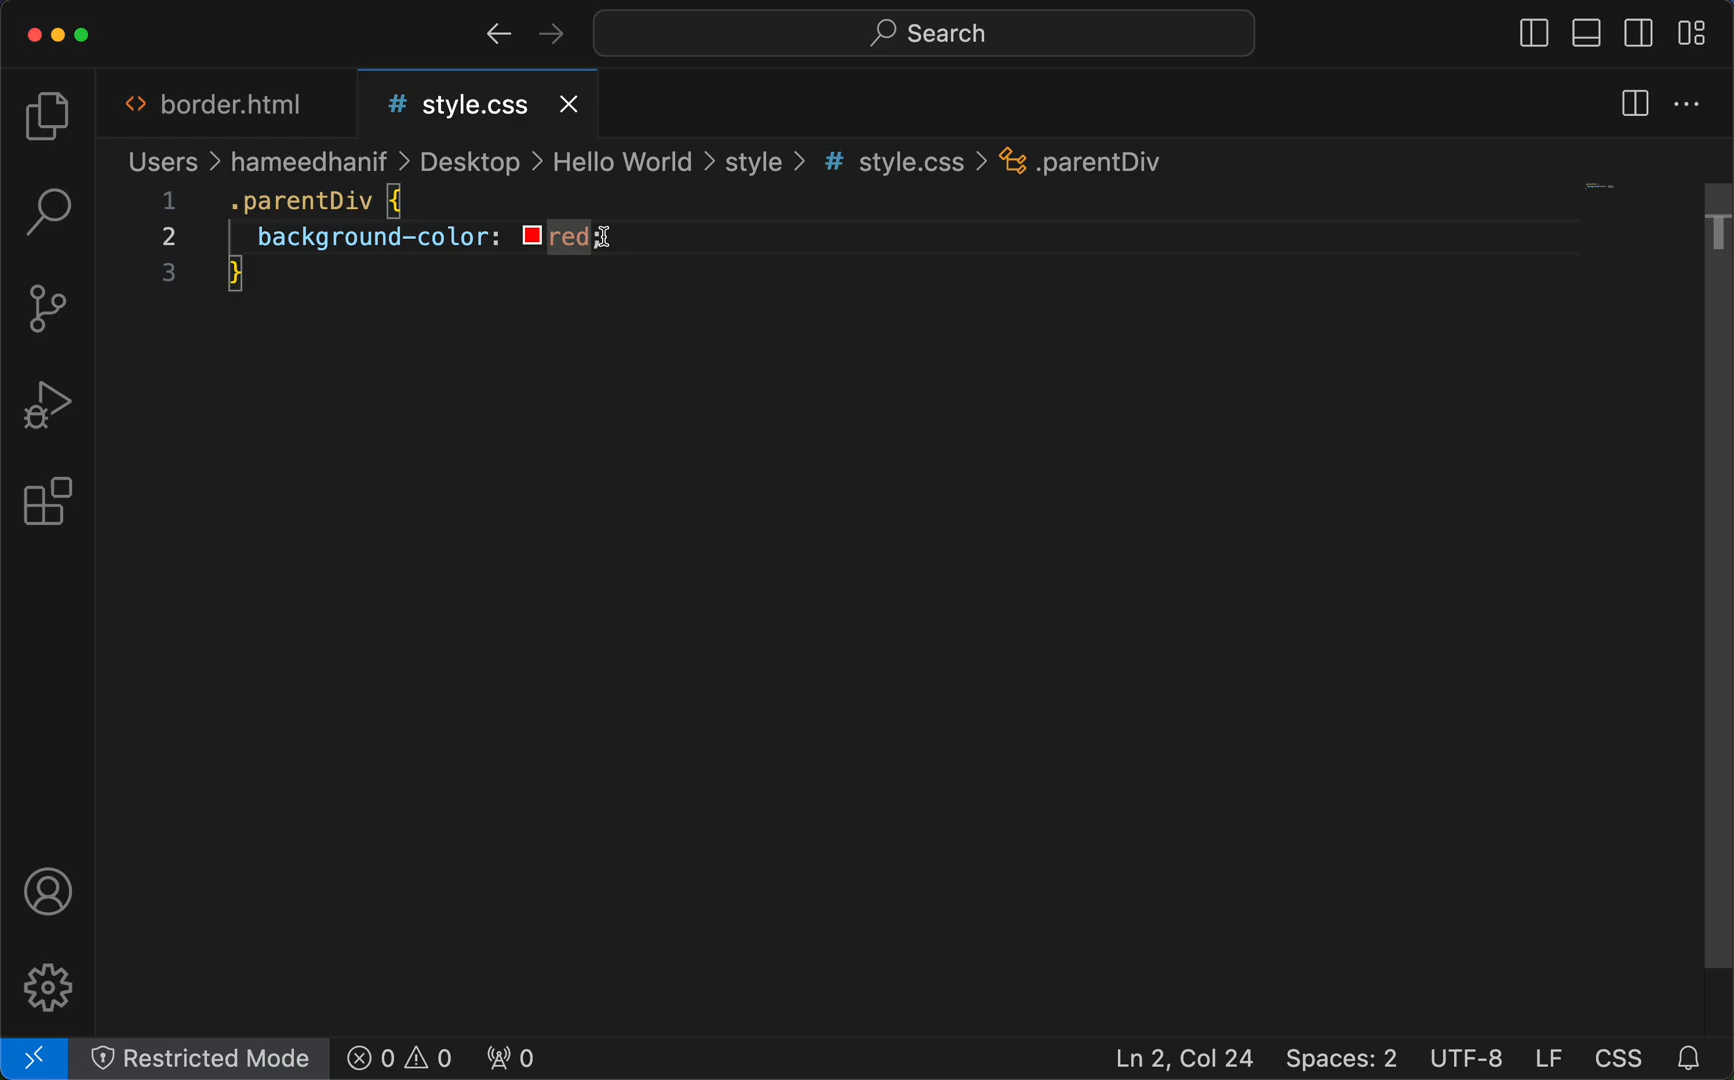 Search
border.html
# style.css
Users > hameedhanif > Desktop > Hello World > style > # style.css > .parentDiv
1 .parentDiv {
2 background-color: red;
3 }
Restricted Mode 0 0 0 Ln 2, Col 24 Spaces: 2 UTF-8 LF CSS